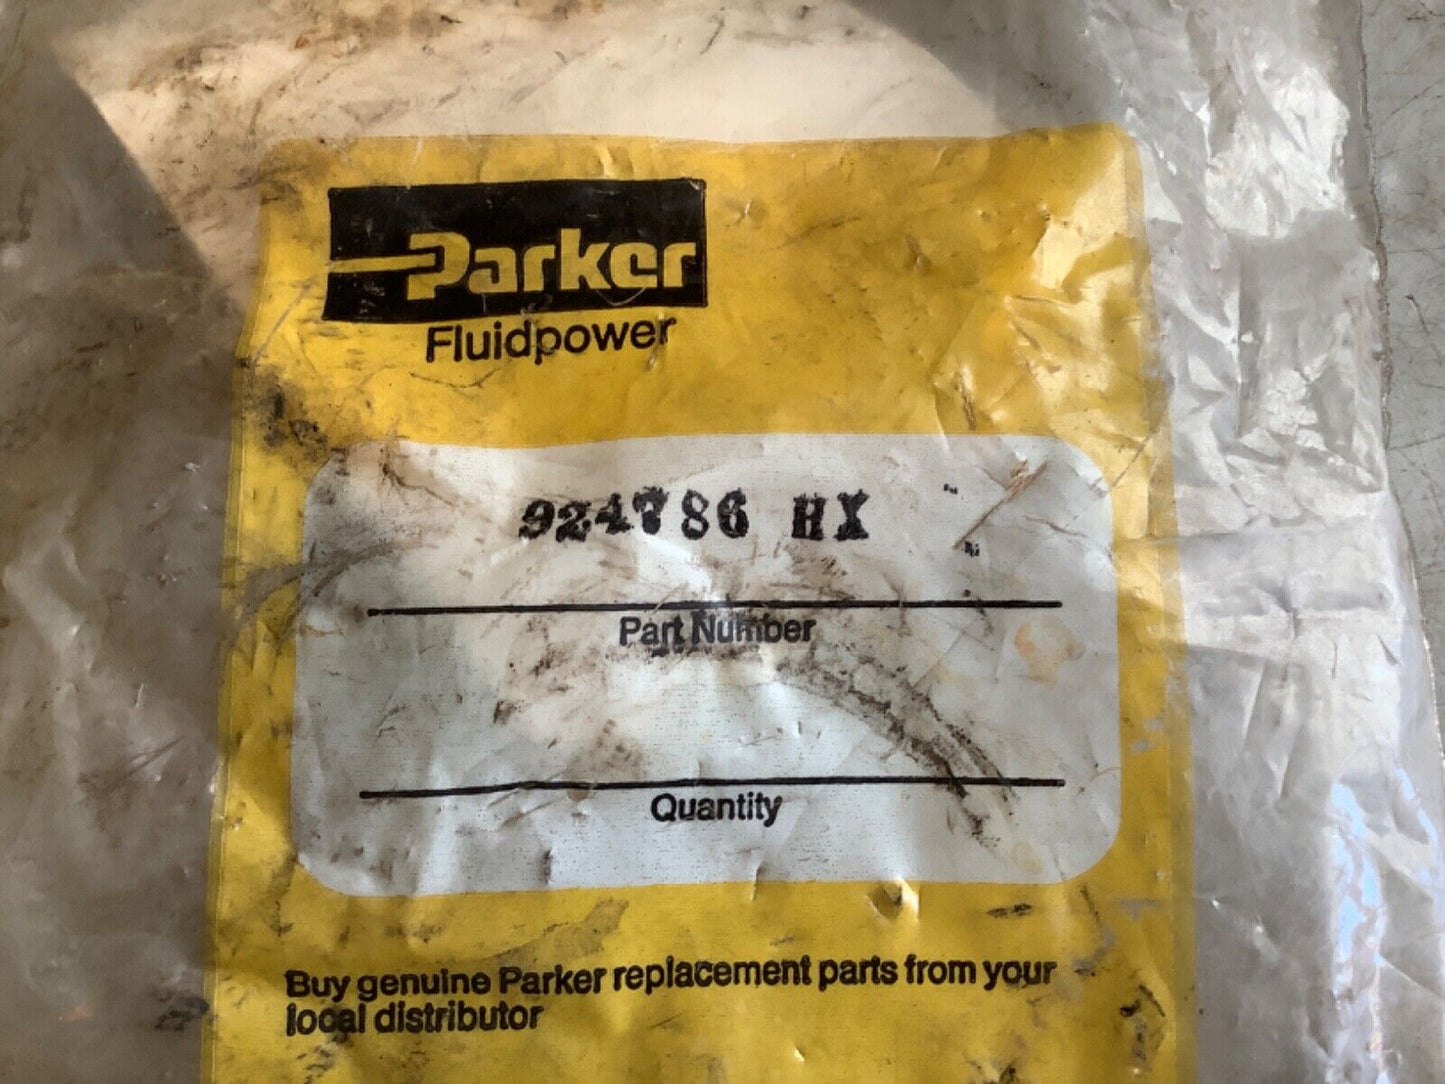 Parker
Fluidpower
924786 HX
Part Number
Quantity
Buy genuine Parker replacement parts from your
local distributor